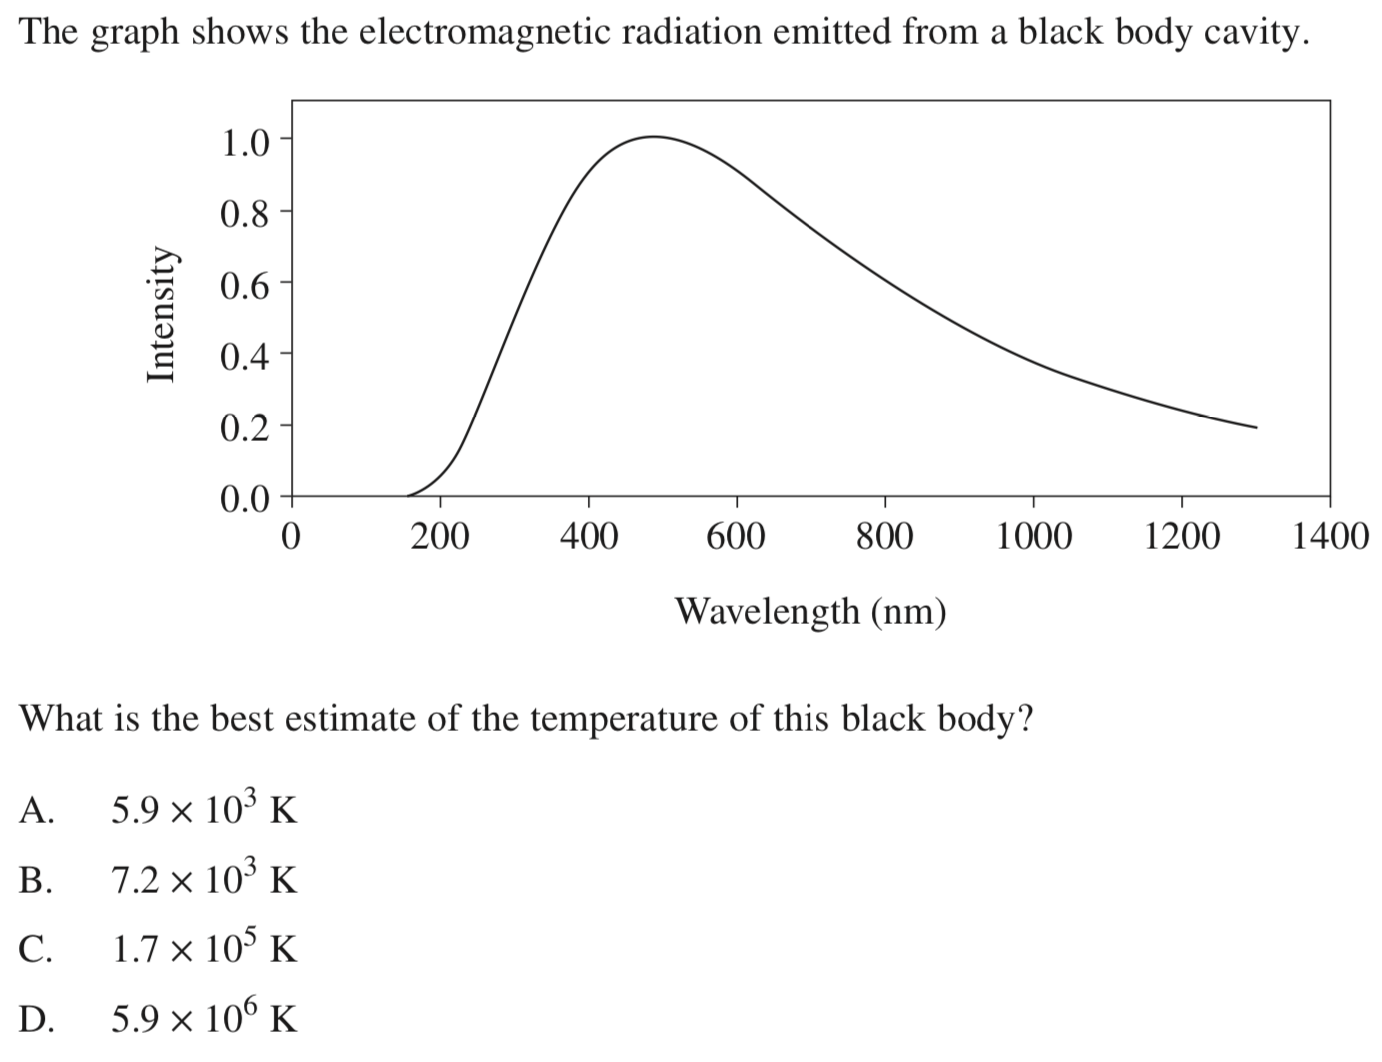 The graph shows the electromagnetic radiation emitted from a black body cavity.
1.0
0.8
0.6
0.4
0.2
0.0
Intensity
0 200 400 600 800 1000 1200 1400
Wavelength (nm)
What is the best estimate of the temperature of this black body?
A. 5.9 × 10³ K
B. 7.2 × 10³ K
C. 1.7 × 10⁵ K
D. 5.9 × 10⁶ K